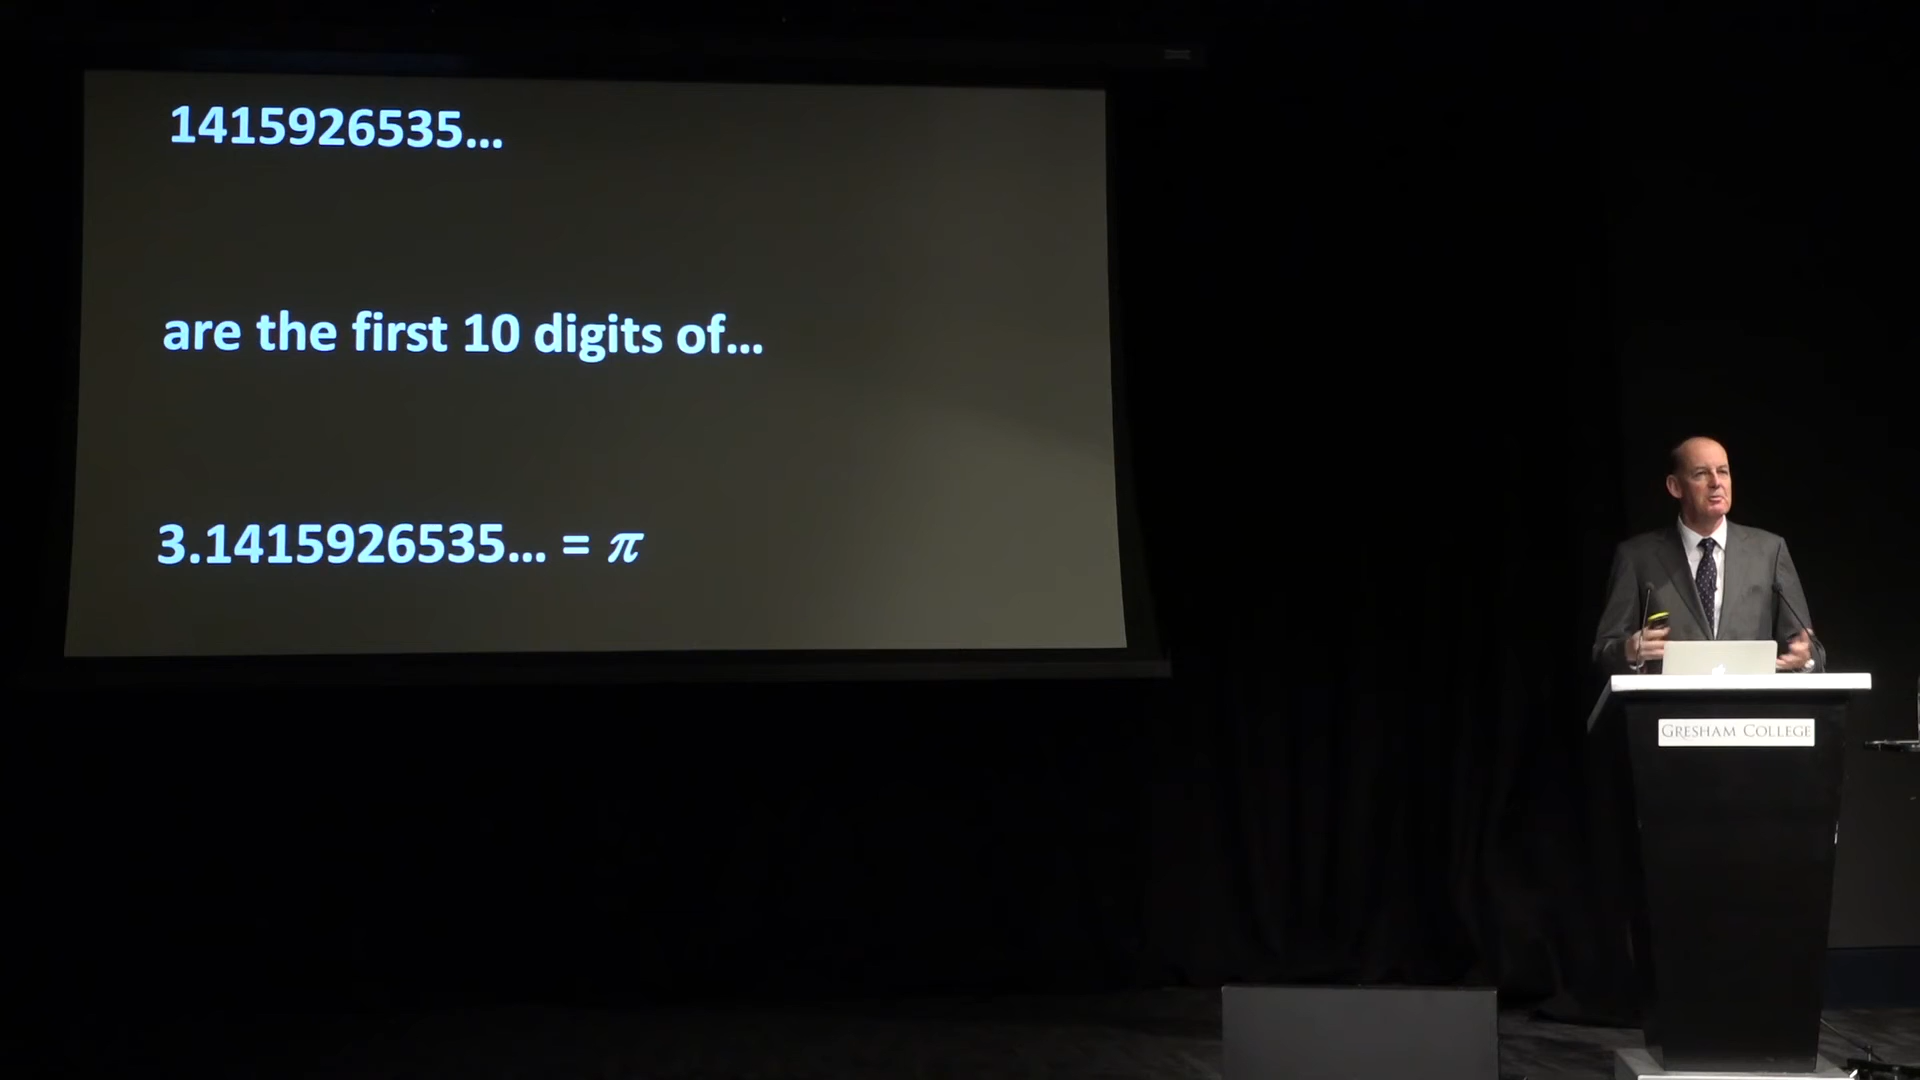 1415926535...
are the first 10 digits of...
3.1415926535... = π
GRESHAM COLLEGE